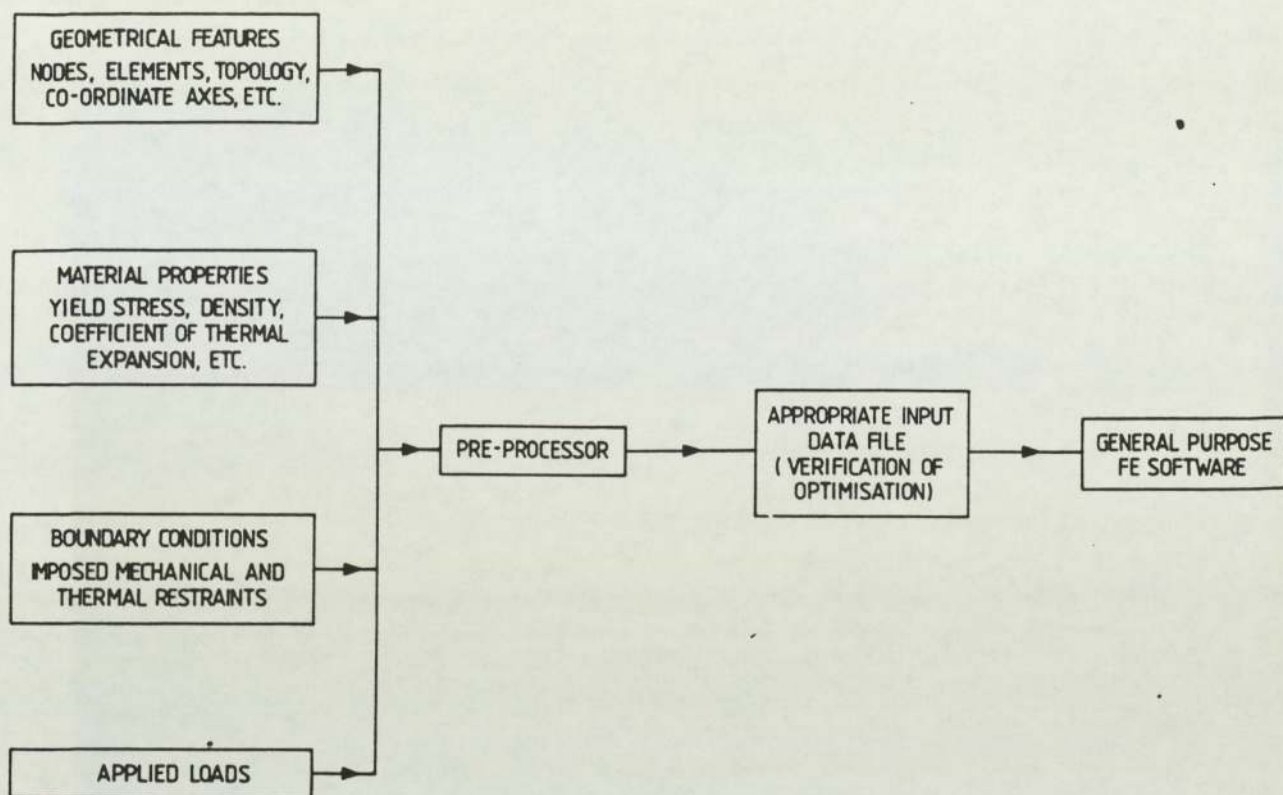 GEOMETRICAL FEATURES
NODES, ELEMENTS, TOPOLOGY,
CO-ORDINATE AXES, ETC.
MATERIAL PROPERTIES
YIELD STRESS, DENSITY,
COEFFICIENT OF THERMAL
EXPANSION, ETC.
BOUNDARY CONDITIONS
IMPOSED MECHANICAL AND
THERMAL RESTRAINTS
APPLIED LOADS
PRE-PROCESSOR
APPROPRIATE INPUT
DATA FILE
( VERIFICATION OF
OPTIMISATION)
GENERAL PURPOSE
FE SOFTWARE